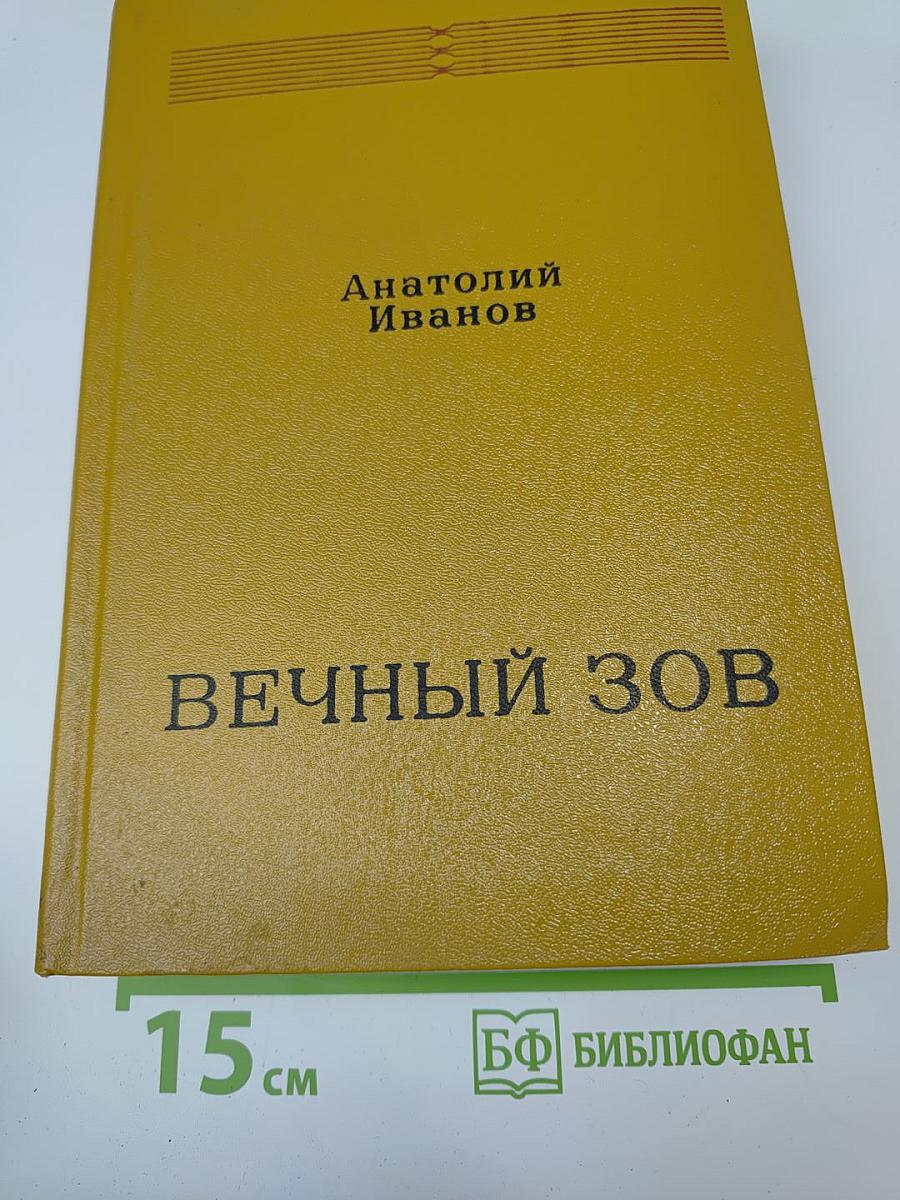 Анатолий
Иванов
ВЕЧНЫЙ ЗОВ
15 см
БФ БИБЛИОФАН